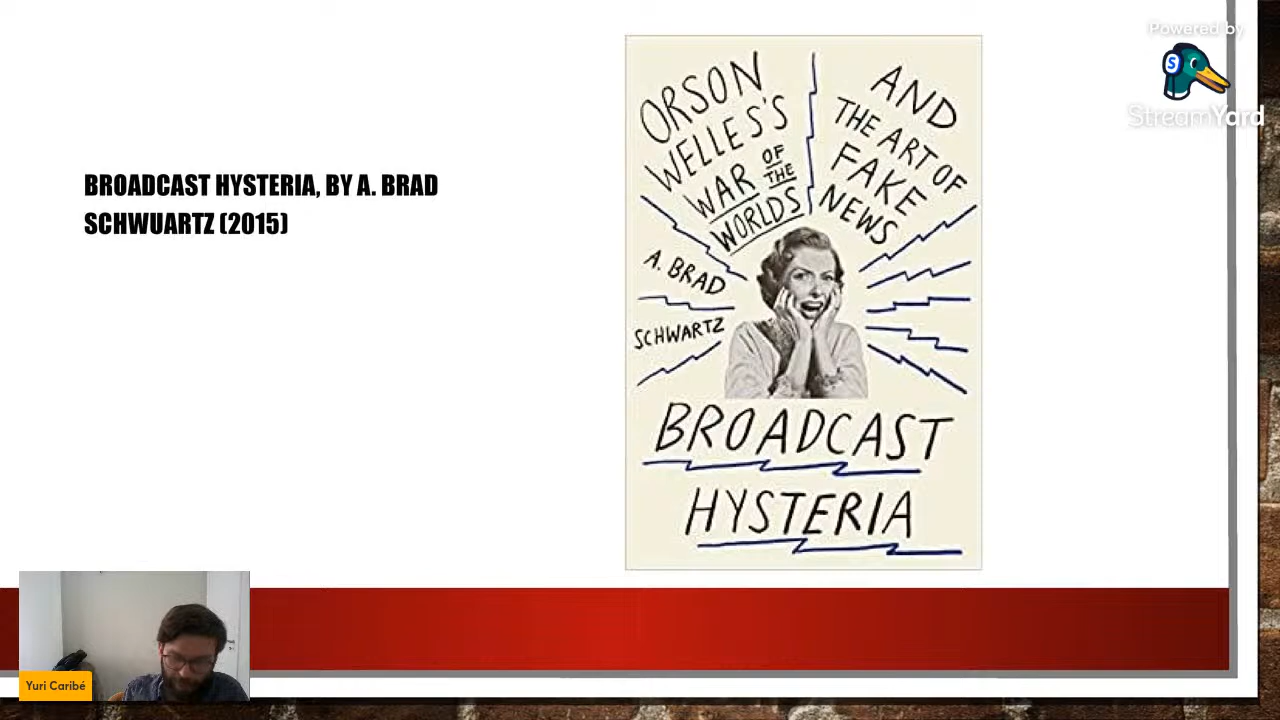 BROADCAST HYSTERIA, BY A. BRAD
SCHWUARTZ (2015)
ORSON
WELLES'S
WAR OF THE
WORLDS
AND
THE ART OF
FAKE
NEWS
A. BRAD
SCHWARTZ
BROADCAST
HYSTERIA
Powered by
S
StreamYard
Yuri Caribé